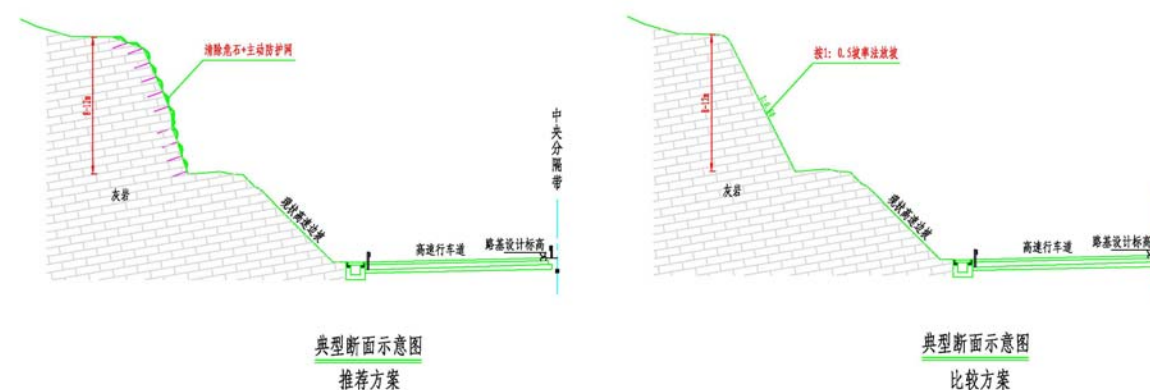 清除危石+主动防护网
8-12m
灰岩
现状高速边坡
高速行车道
路基设计标高
中央分隔带
典型断面示意图
推荐方案
按1：0.5坡率法放坡
8-12m
灰岩
现状高速边坡
高速行车道
路基设计标高
典型断面示意图
比较方案